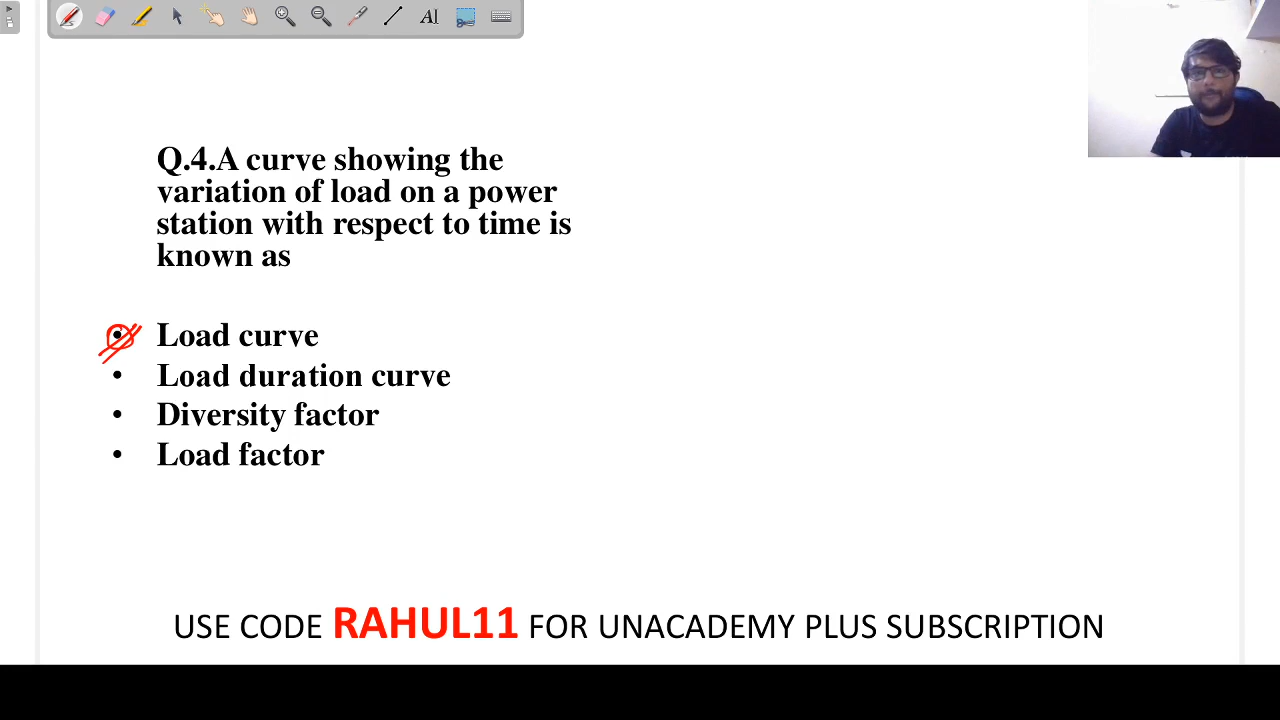 AI
Q.4.A curve showing the
variation of load on a power
station with respect to time is
known as
• Load curve
• Load duration curve
• Diversity factor
• Load factor
USE CODE RAHUL11 FOR UNACADEMY PLUS SUBSCRIPTION